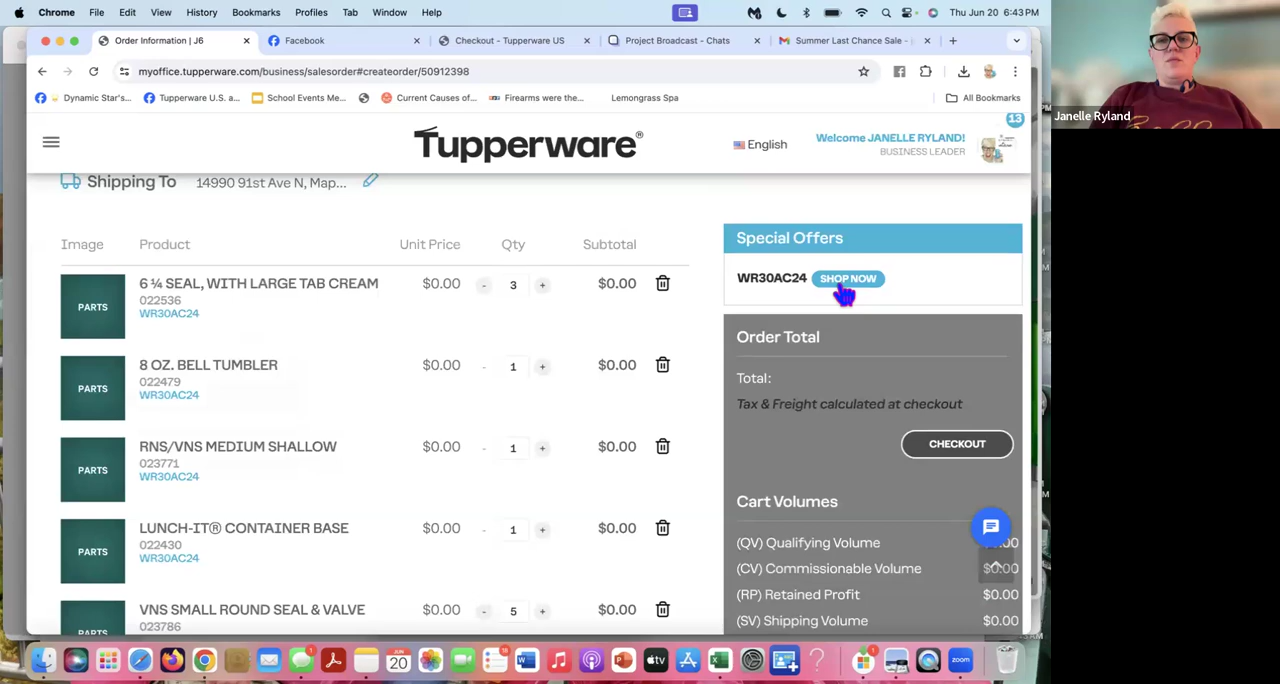 Chrome File Edit View History Bookmarks Profiles Tab Window Help Thu Jun 20 6:43 PM
Order Information | J6 Facebook Checkout - Tupperware US Project Broadcast - Chats Summer Last Chance Sale -
myoffice.tupperware.com/business/salesorder#createorder/50912398
Dynamic Star's... Tupperware U.S. a... School Events Me... Current Causes of... Firearms were the... Lemongrass Spa All Bookmarks
Janelle Ryland
Tupperware®
English
Welcome JANELLE RYLAND!
BUSINESS LEADER
13
Shipping To 14990 91st Ave N, Map...
Image Product Unit Price Qty Subtotal
PARTS
6 ¼ SEAL, WITH LARGE TAB CREAM $0.00 - 3 + $0.00
022536
WR30AC24
PARTS
8 OZ. BELL TUMBLER $0.00 - 1 + $0.00
022479
WR30AC24
PARTS
RNS/VNS MEDIUM SHALLOW $0.00 - 1 + $0.00
023771
WR30AC24
PARTS
LUNCH-IT® CONTAINER BASE $0.00 - 1 + $0.00
022430
WR30AC24
PARTS
VNS SMALL ROUND SEAL & VALVE $0.00 - 5 + $0.00
023786
Special Offers
WR30AC24 SHOP NOW
Order Total
Total:
Tax & Freight calculated at checkout
CHECKOUT
Cart Volumes
(QV) Qualifying Volume
(CV) Commissionable Volume $0.00
(RP) Retained Profit $0.00
(SV) Shipping Volume $0.00
JUN
20
tv
zoom